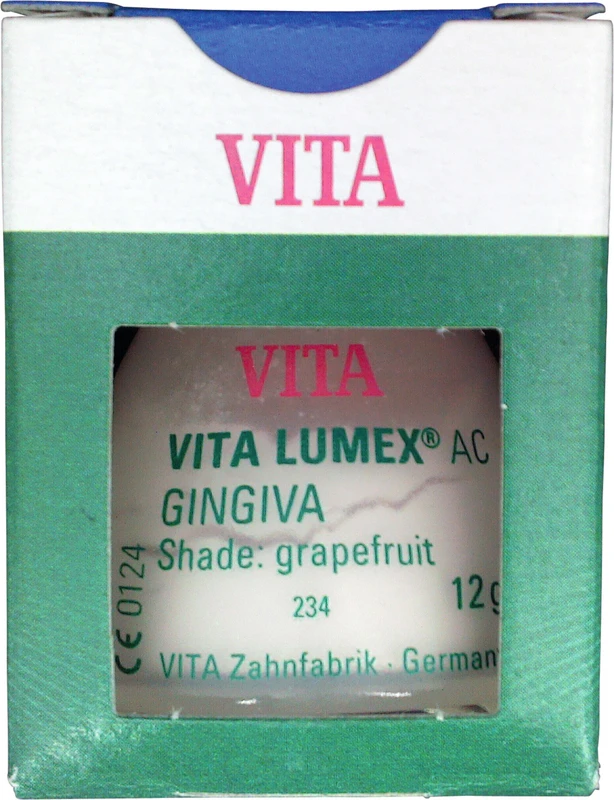 VITA
VITA
VITA LUMEX® AC
GINGIVA
Shade: grapefruit
234
12g
CE 0124
VITA Zahnfabrik · German